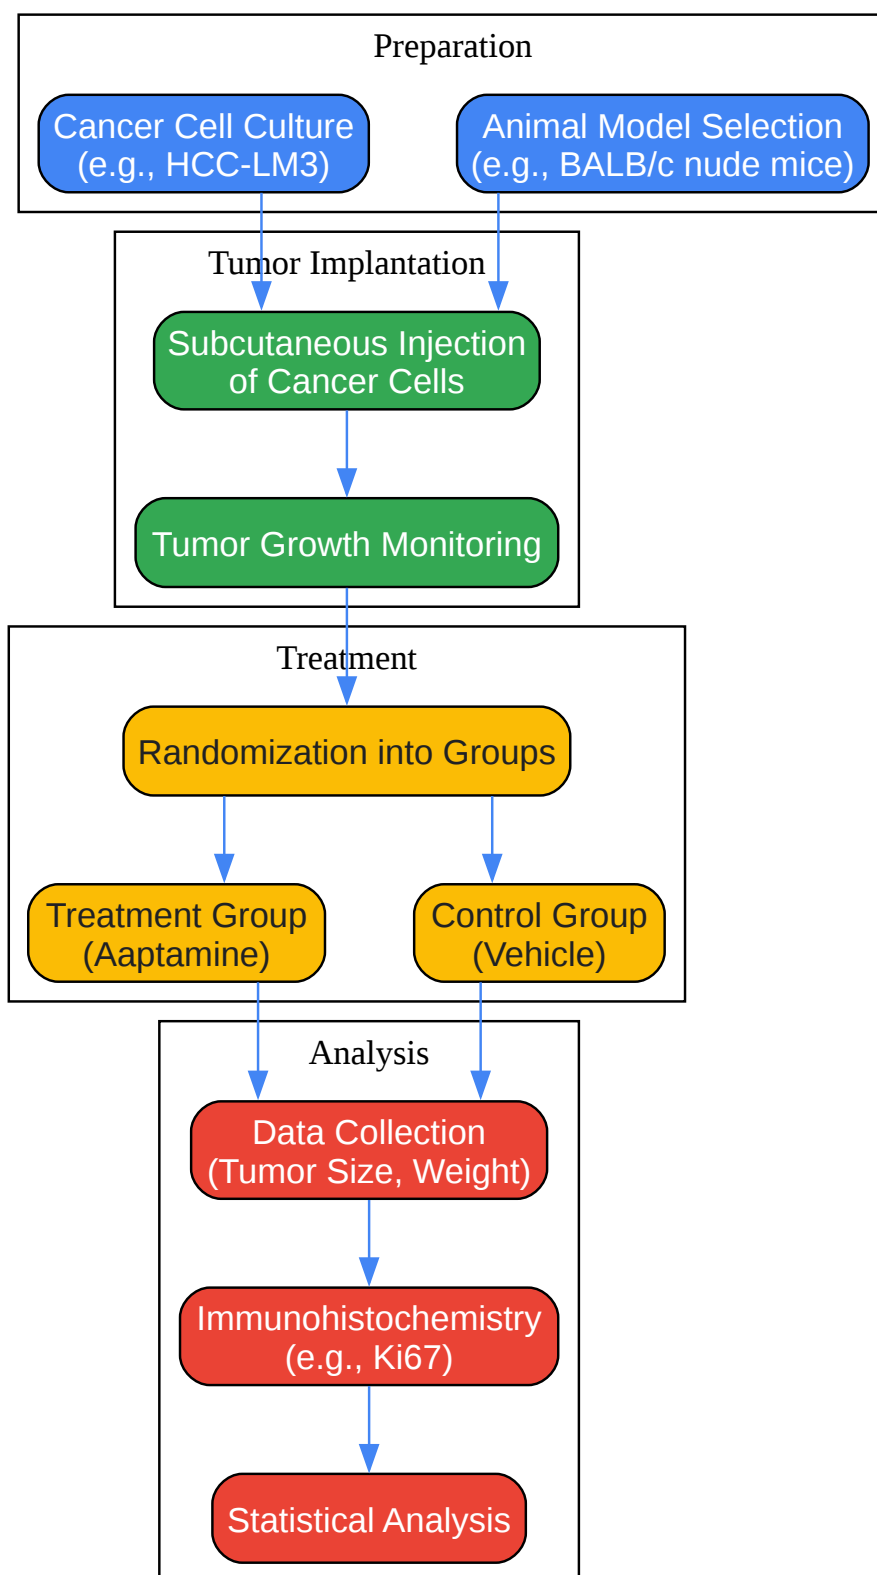 Preparation
Cancer Cell Culture
(e.g., HCC-LM3)
Animal Model Selection
(e.g., BALB/c nude mice)
Tumor Implantation
Subcutaneous Injection
of Cancer Cells
Tumor Growth Monitoring
Treatment
Randomization into Groups
Treatment Group
(Aaptamine)
Control Group
(Vehicle)
Analysis
Data Collection
(Tumor Size, Weight)
Immunohistochemistry
(e.g., Ki67)
Statistical Analysis